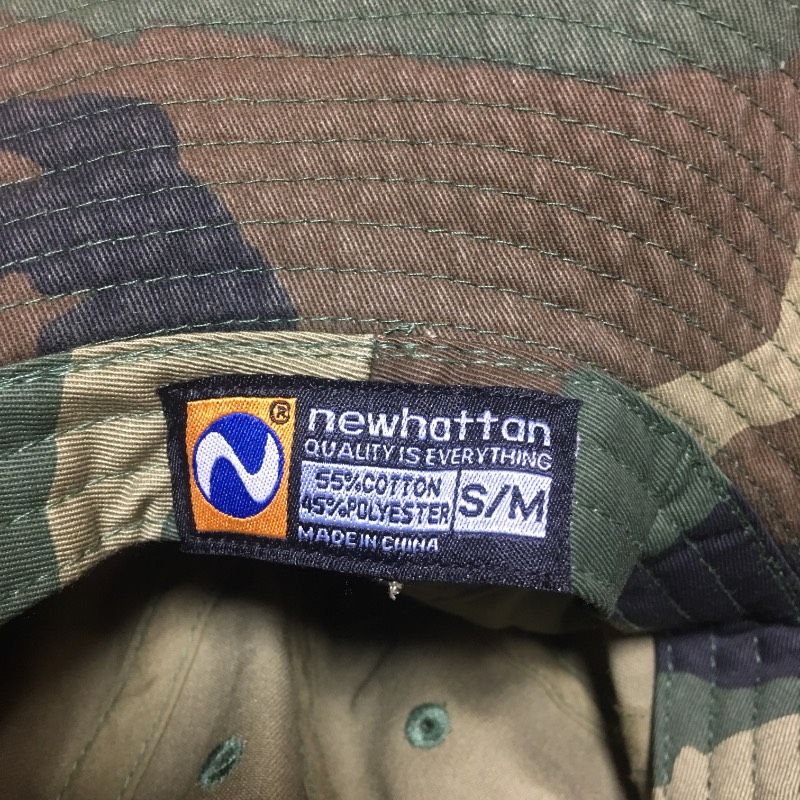 newhattan ®
QUALITY IS EVERYTHING
55% COTTON
45% POLYESTER
S/M
MADE IN CHINA